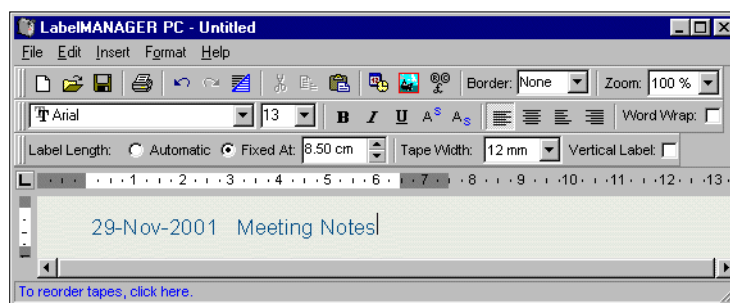 LabelMANAGER PC - Untitled
File Edit Insert Format Help
Border: None Zoom: 100 %
Arial 13 B I U A S A S Word Wrap:
Label Length: Automatic Fixed At: 8.50 cm Tape Width: 12 mm Vertical Label:
L 1 2 3 4 5 6 7 8 9 10 11 12 13
29-Nov-2001 Meeting Notes
To reorder tapes, click here.